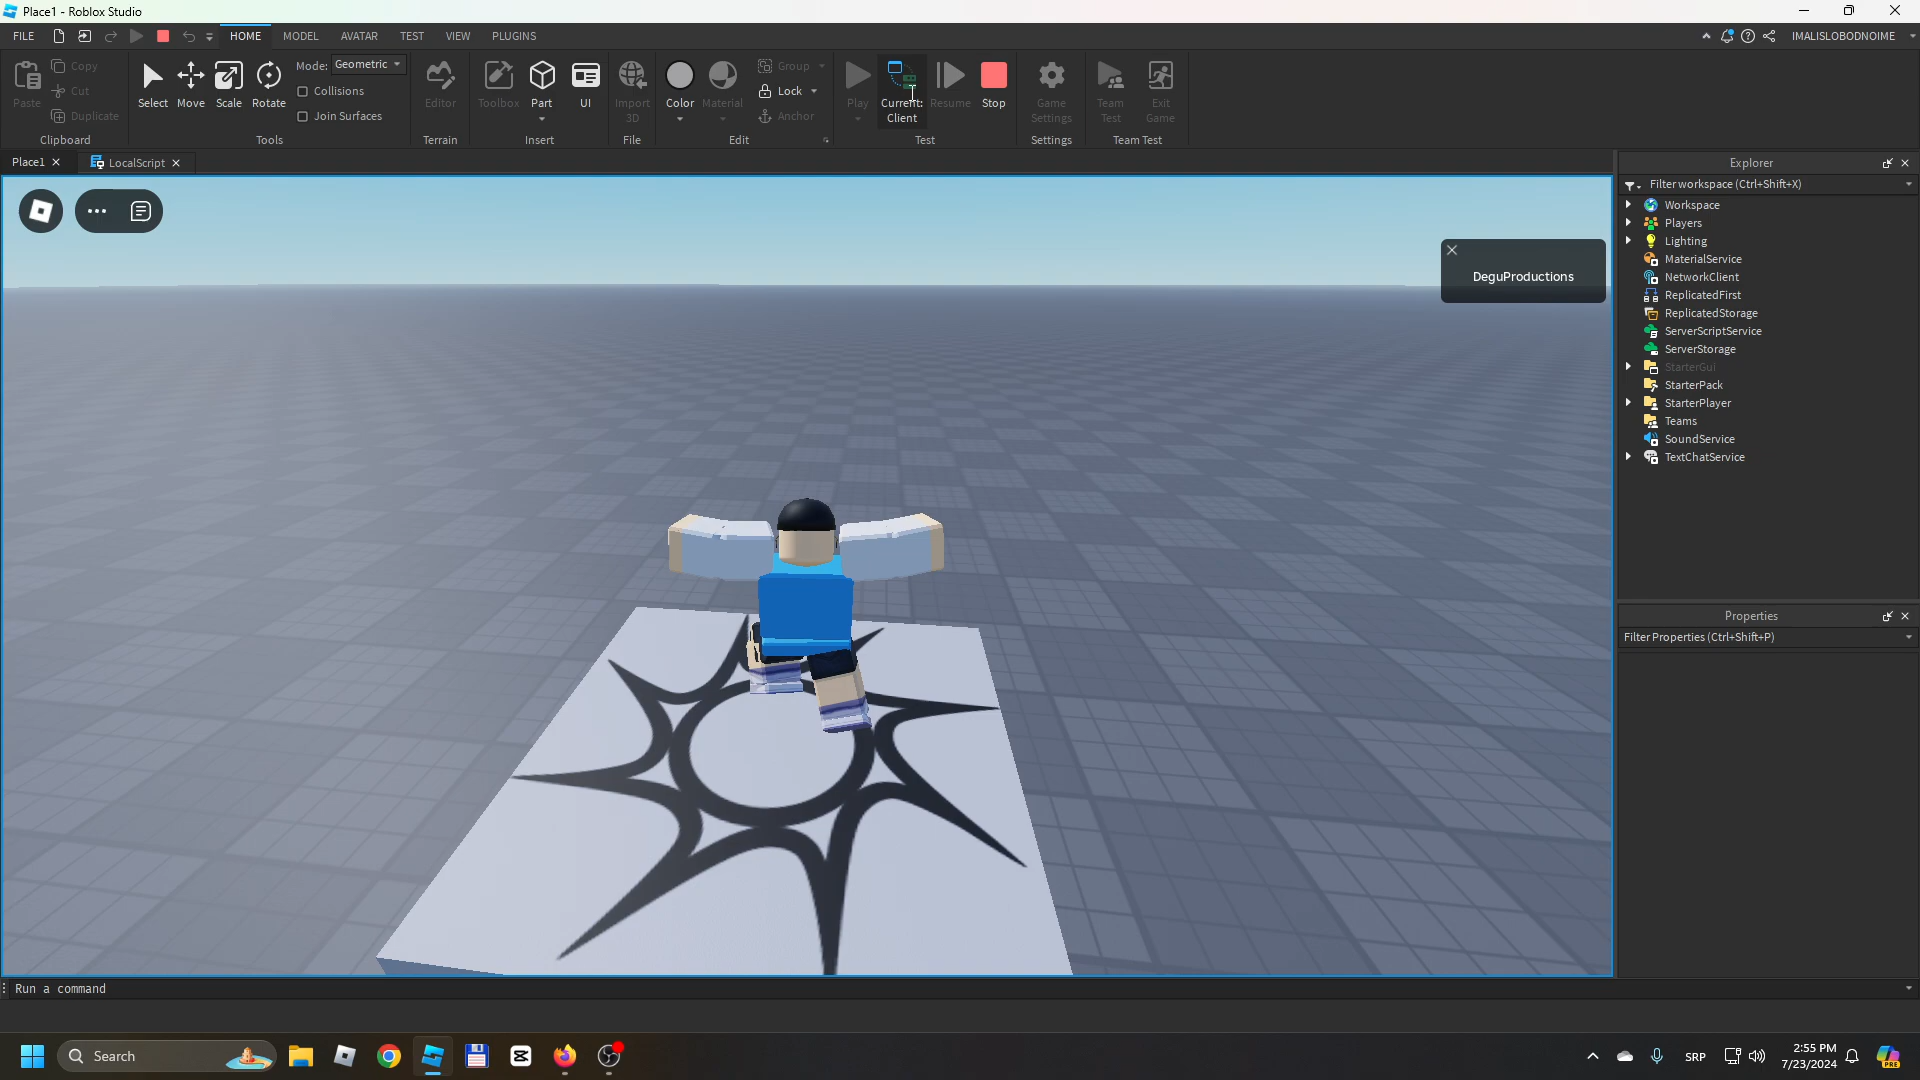 Place1 - Roblox Studio
FILE
HOME
MODEL
AVATAR
TEST
VIEW
PLUGINS
IMALISLOBODNOIME
Paste
Copy
Cut
Duplicate
Clipboard
Select
Move
Scale
Rotate
Mode: Geometric
Collisions
Join Surfaces
Tools
Editor
Terrain
Toolbox
Part
UI
Insert
Import
3D
File
Color
Material
Group
Lock
Anchor
Edit
Play
Current:
Client
Resume
Stop
Test
Game
Settings
Settings
Team
Test
Exit
Game
Team Test
Place1
LocalScript
DeguProductions
Explorer
Filter workspace (Ctrl+Shift+X)
Workspace
Players
Lighting
MaterialService
NetworkClient
ReplicatedFirst
ReplicatedStorage
ServerScriptService
ServerStorage
StarterGui
StarterPack
StarterPlayer
Teams
SoundService
TextChatService
Properties
Filter Properties (Ctrl+Shift+P)
Run a command
Search
SRP
2:55 PM
7/23/2024
PRE